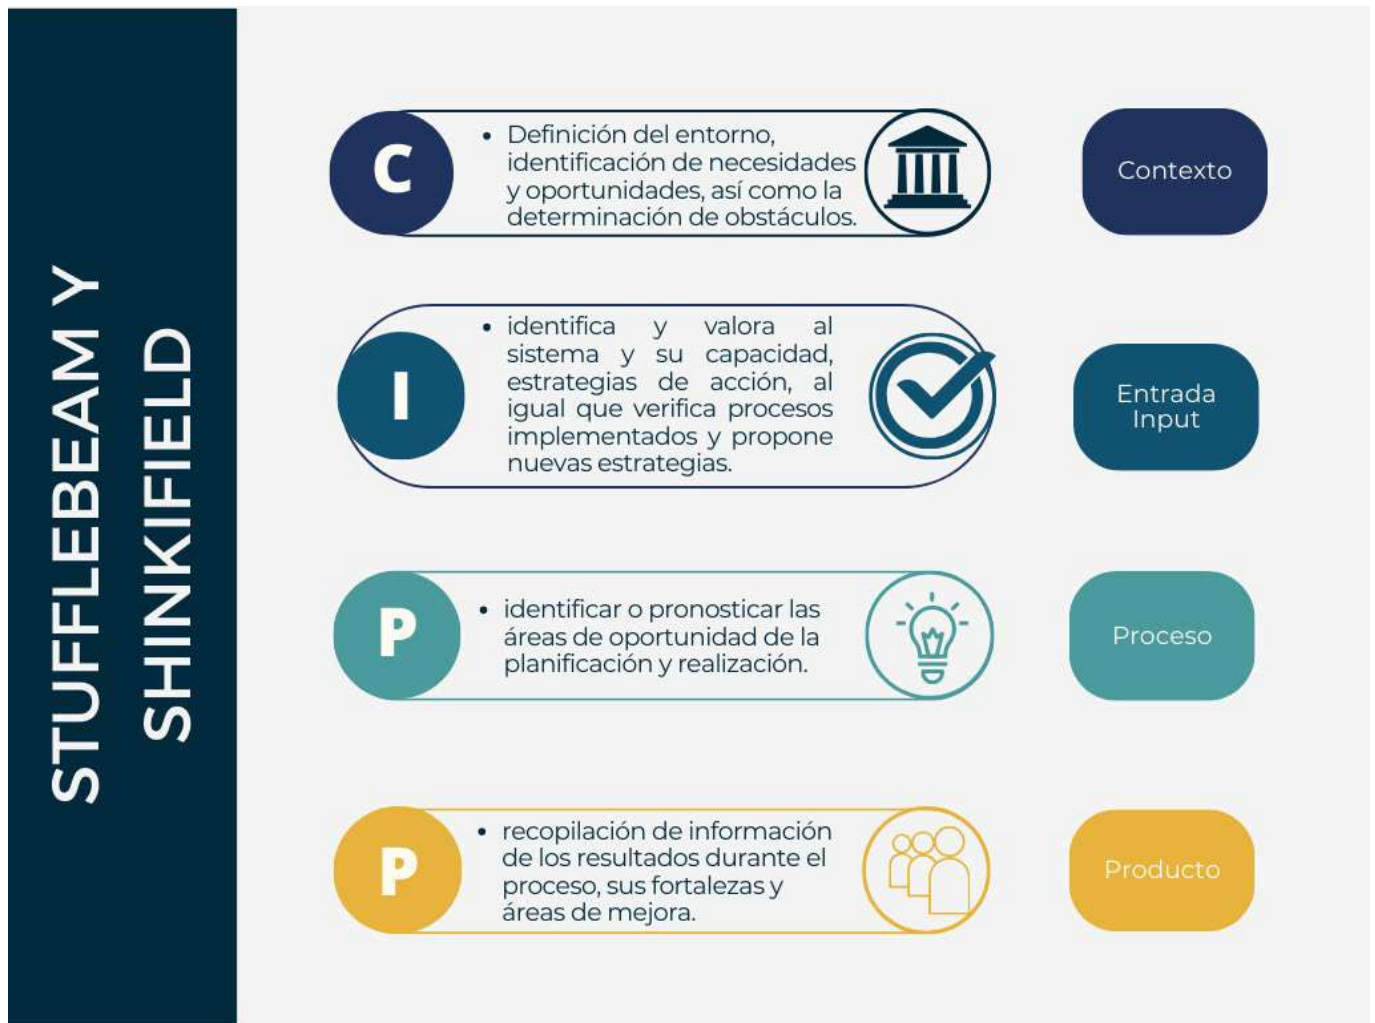 STUFFLEBEAM Y
SHINKIFIELD
C
• Definición del entorno,
identificación de necesidades
y oportunidades, así como la
determinación de obstáculos.
Contexto
I
• identifica y valora al
sistema y su capacidad,
estrategias de acción, al
igual que verifica procesos
implementados y propone
nuevas estrategias.
Entrada
Input
P
• identificar o pronosticar las
áreas de oportunidad de la
planificación y realización.
Proceso
P
• recopilación de información
de los resultados durante el
proceso, sus fortalezas y
áreas de mejora.
Producto